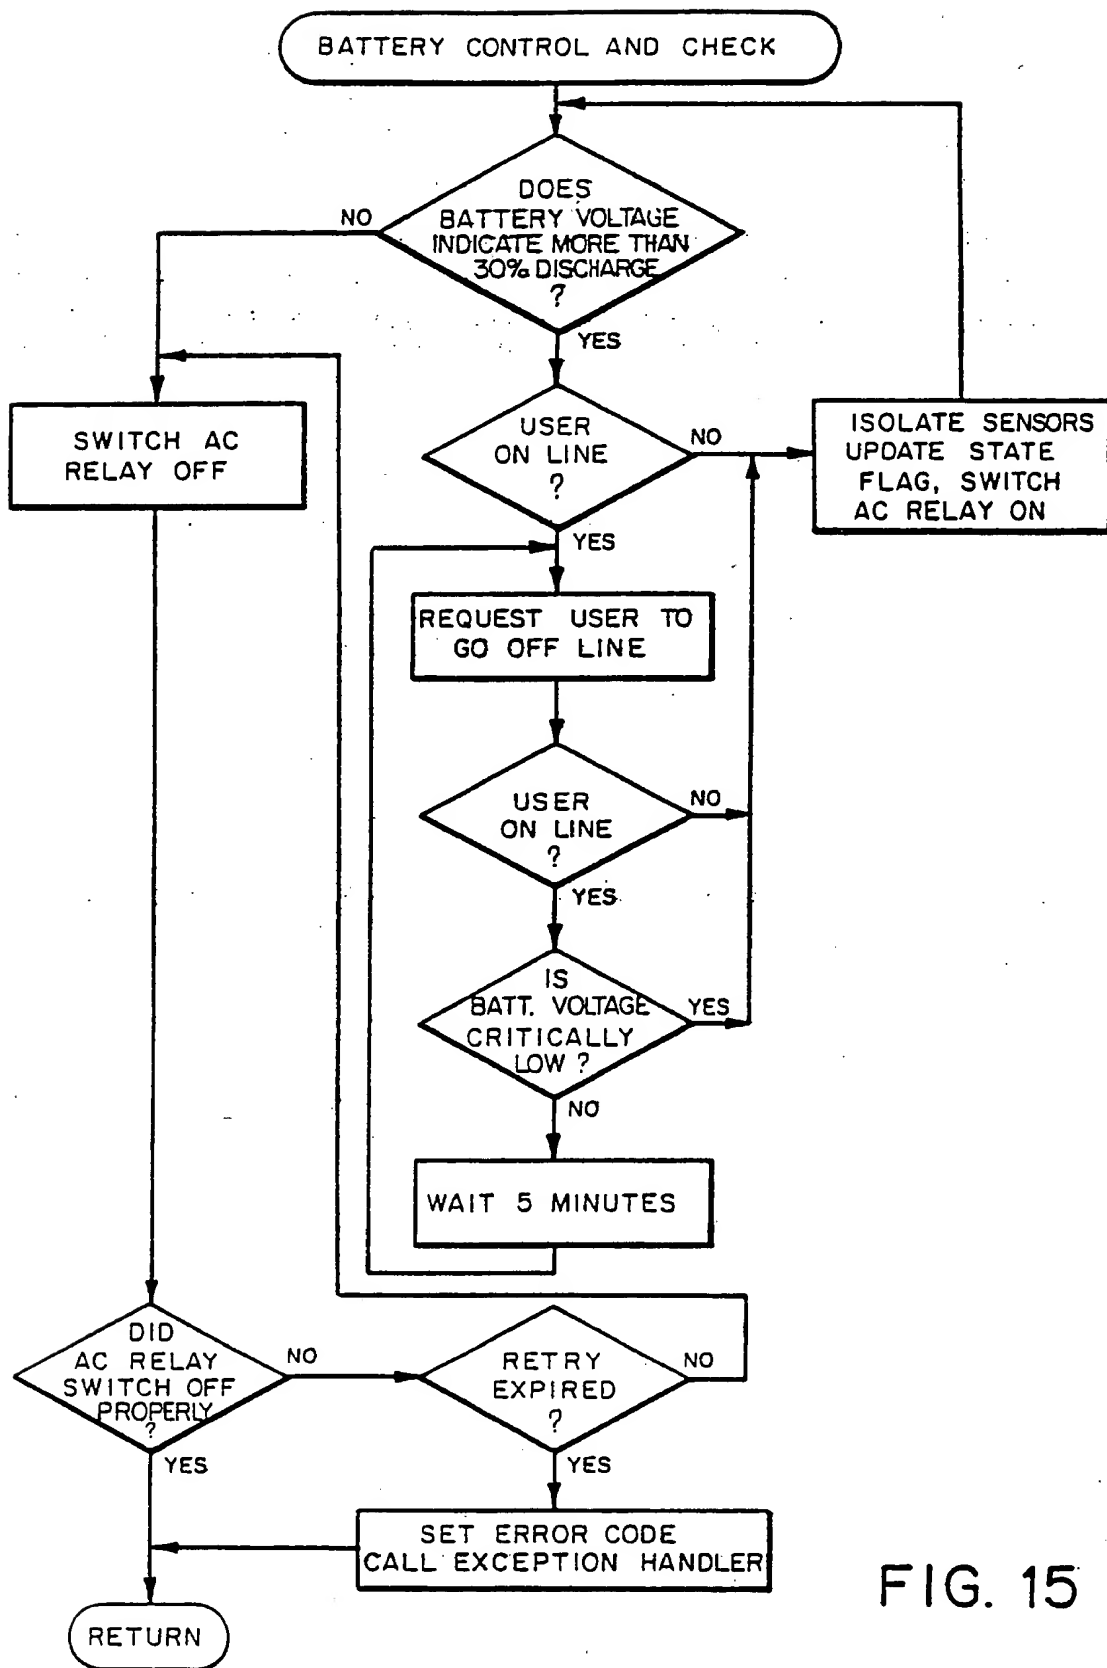 BATTERY CONTROL AND CHECK
DOES
BATTERY VOLTAGE
INDICATE MORE THAN
30% DISCHARGE
?
NO
YES
SWITCH AC
RELAY OFF
USER
ON LINE
?
NO
YES
ISOLATE SENSORS
UPDATE STATE
FLAG, SWITCH
AC RELAY ON
REQUEST USER TO
GO OFF LINE
USER
ON LINE
?
NO
YES
IS
BATT. VOLTAGE
CRITICALLY
LOW ?
YES
NO
WAIT 5 MINUTES
DID
AC RELAY
SWITCH OFF
PROPERLY
?
NO
YES
RETRY
EXPIRED
?
NO
YES
SET ERROR CODE
CALL EXCEPTION HANDLER
RETURN
FIG. 15